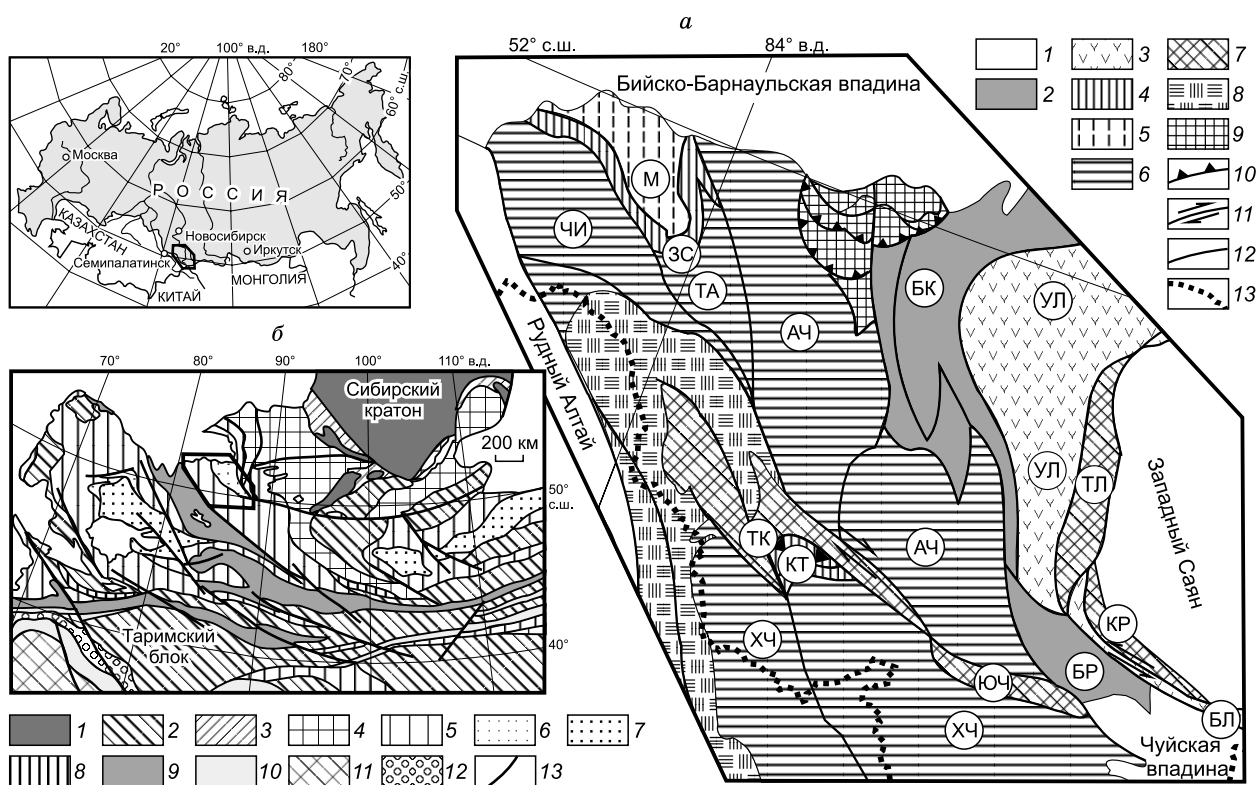 а
20° 100° в.д. 180°
80° 70° 60° с.ш.
50°
40°
Москва
РОССИЯ
КАЗАХСТАН
Новосибирск
Иркутск
Семипалатинск
МОНГОЛИЯ
КИТАЙ
52° с.ш. 84° в.д.
Бийско-Барнаульская впадина
М
ЧИ
ЗС
ТА
АЧ
БК
УЛ
Рудный Алтай
УЛ
ТЛ
Западный Саян
ТК
КТ
АЧ
ХЧ
КР
ЮЧ
БР
ХЧ
БЛ
Чуйская
впадина
1 3 7
2 4 8
5 9
6 10
11
12
13
б
70° 80° 90° 100° 110° в.д.
Сибирский
кратон
200 км
50°
с.ш.
Таримский
блок
40°
1 2 3 4 5 6 7
8 9 10 11 12 13